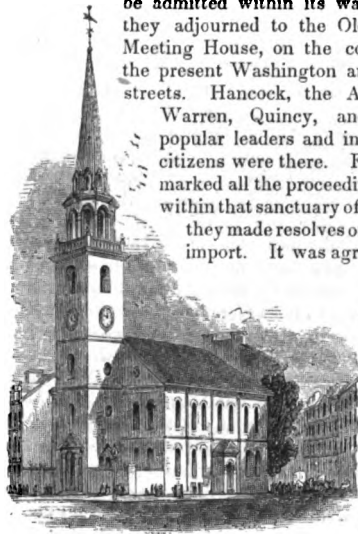 be admitted within its wa
they adjourned to the Ol
Meeting House, on the co
the present Washington a
streets. Hancock, the A
Warren, Quincy, an
popular leaders and in
citizens were there.
marked all the proceedi
within that sanctuary of
they made resolves o
import. It was agr